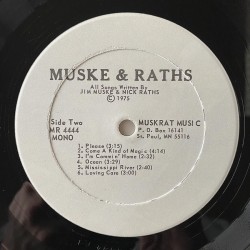 MUSKE & RATHS
All Songs Written By
JIM MUSKE & NICK RATHS
© 1975
Side Two
MR 4444
MONO
MUSKRAT MUSIC
P. O. Box 16141
St. Paul, MN 55116
1. Please (3:15)
2. Come A Kind of Magic (4:14)
3. I'm Commin' Home (3:32)
4. Ocean (3:29)
5. Mississippi River (2:40)
6. Loving Care (3:00)